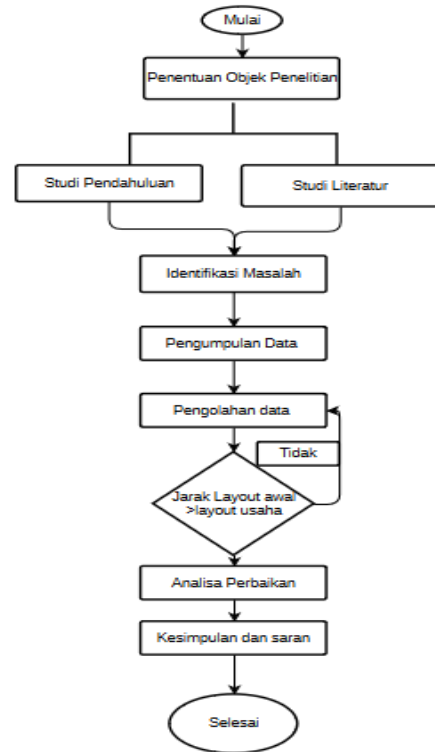 Mulai
Penentuan Objek Penelitian
Studi Pendahuluan
Studi Literatur
Identifikasi Masalah
Pengumpulan Data
Pengolahan data
Tidak
Jarak Layout awal
>layout usaha
Analisa Perbaikan
Kesimpulan dan saran
Selesai